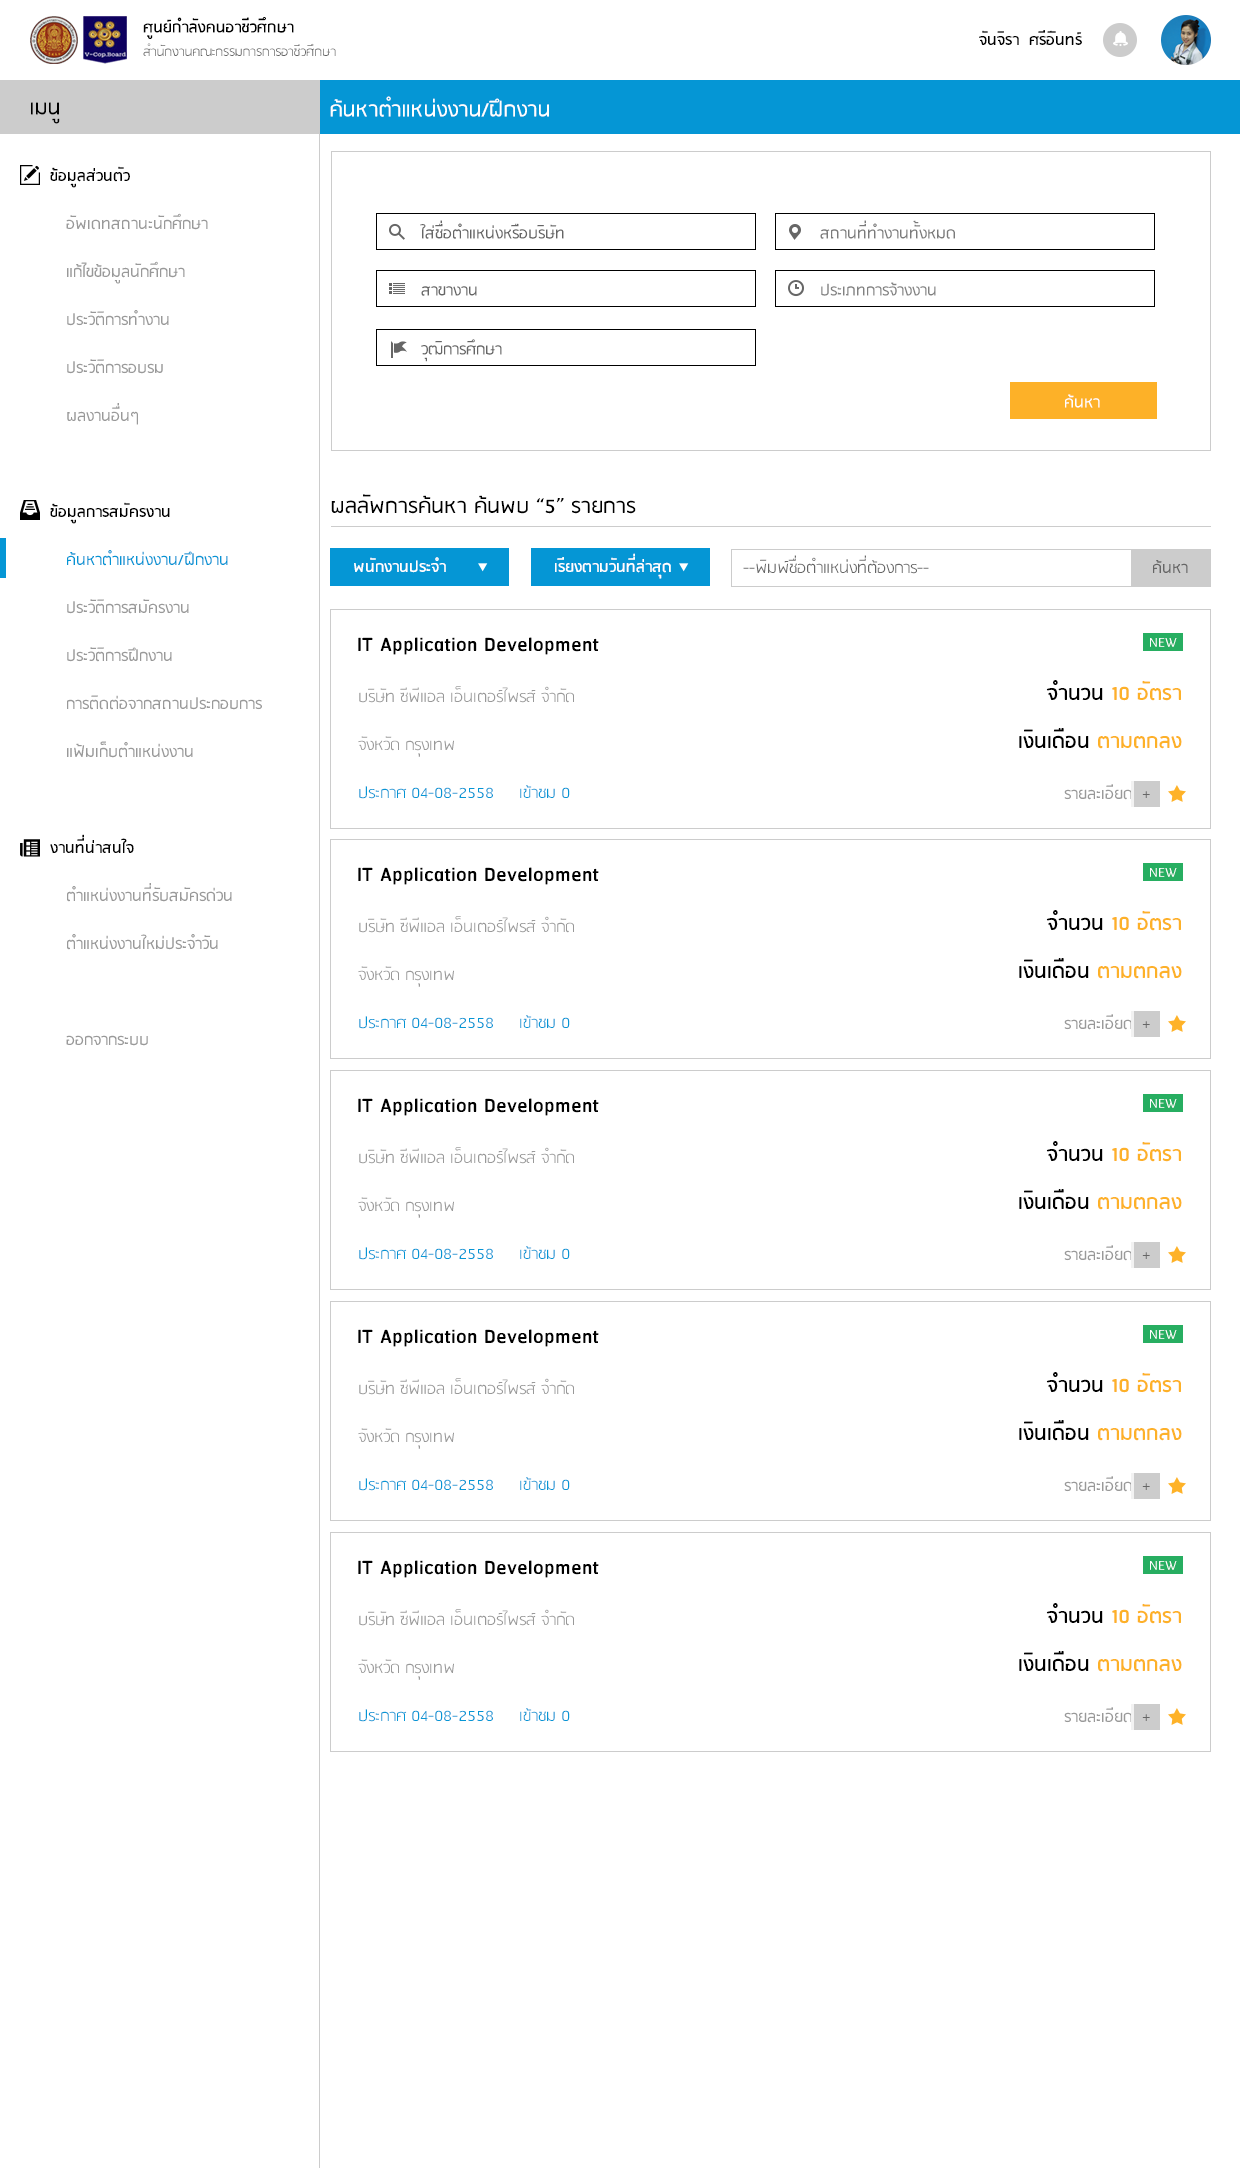 ศูนย์กำลังคนอาชีวศึกษา
สำนักงานคณะกรรมการการอาชีวศึกษา
V-Cop.Board
จันจิรา ศรีอินทร์
เมนู
ค้นหาตำแหน่งงาน/ฝึกงาน
ข้อมูลส่วนตัว
อัพเดทสถานะนักศึกษา
แก้ไขข้อมูลนักศึกษา
ประวัติการทำงาน
ประวัติการอบรม
ผลงานอื่นๆ
ข้อมูลการสมัครงาน
ค้นหาตำแหน่งงาน/ฝึกงาน
ประวัติการสมัครงาน
ประวัติการฝึกงาน
การติดต่อจากสถานประกอบการ
แฟ้มเก็บตำแหน่งงาน
งานที่น่าสนใจ
ตำแหน่งงานที่รับสมัครด่วน
ตำแหน่งงานใหม่ประจำวัน
ออกจากระบบ
ใส่ชื่อตำแหน่งหรือบริษัท
สถานที่ทำงานทั้งหมด
สาขางาน
ประเภทการจ้างงาน
วุฒิการศึกษา
ค้นหา
ผลลัพการค้นหา ค้นพบ “5” รายการ
พนักงานประจำ ▼
เรียงตามวันที่ล่าสุด ▼
--พิมพ์ชื่อตำแหน่งที่ต้องการ--
ค้นหา
IT Application Development
NEW
บริษัท ซีพีแอล เอ็นเตอร์ไพรส์ จำกัด
จำนวน 10 อัตรา
จังหวัด กรุงเทพ
เงินเดือน ตามตกลง
ประกาศ 04-08-2558 เข้าชม 0
รายละเอียด +
IT Application Development
NEW
บริษัท ซีพีแอล เอ็นเตอร์ไพรส์ จำกัด
จำนวน 10 อัตรา
จังหวัด กรุงเทพ
เงินเดือน ตามตกลง
ประกาศ 04-08-2558 เข้าชม 0
รายละเอียด +
IT Application Development
NEW
บริษัท ซีพีแอล เอ็นเตอร์ไพรส์ จำกัด
จำนวน 10 อัตรา
จังหวัด กรุงเทพ
เงินเดือน ตามตกลง
ประกาศ 04-08-2558 เข้าชม 0
รายละเอียด +
IT Application Development
NEW
บริษัท ซีพีแอล เอ็นเตอร์ไพรส์ จำกัด
จำนวน 10 อัตรา
จังหวัด กรุงเทพ
เงินเดือน ตามตกลง
ประกาศ 04-08-2558 เข้าชม 0
รายละเอียด +
IT Application Development
NEW
บริษัท ซีพีแอล เอ็นเตอร์ไพรส์ จำกัด
จำนวน 10 อัตรา
จังหวัด กรุงเทพ
เงินเดือน ตามตกลง
ประกาศ 04-08-2558 เข้าชม 0
รายละเอียด +